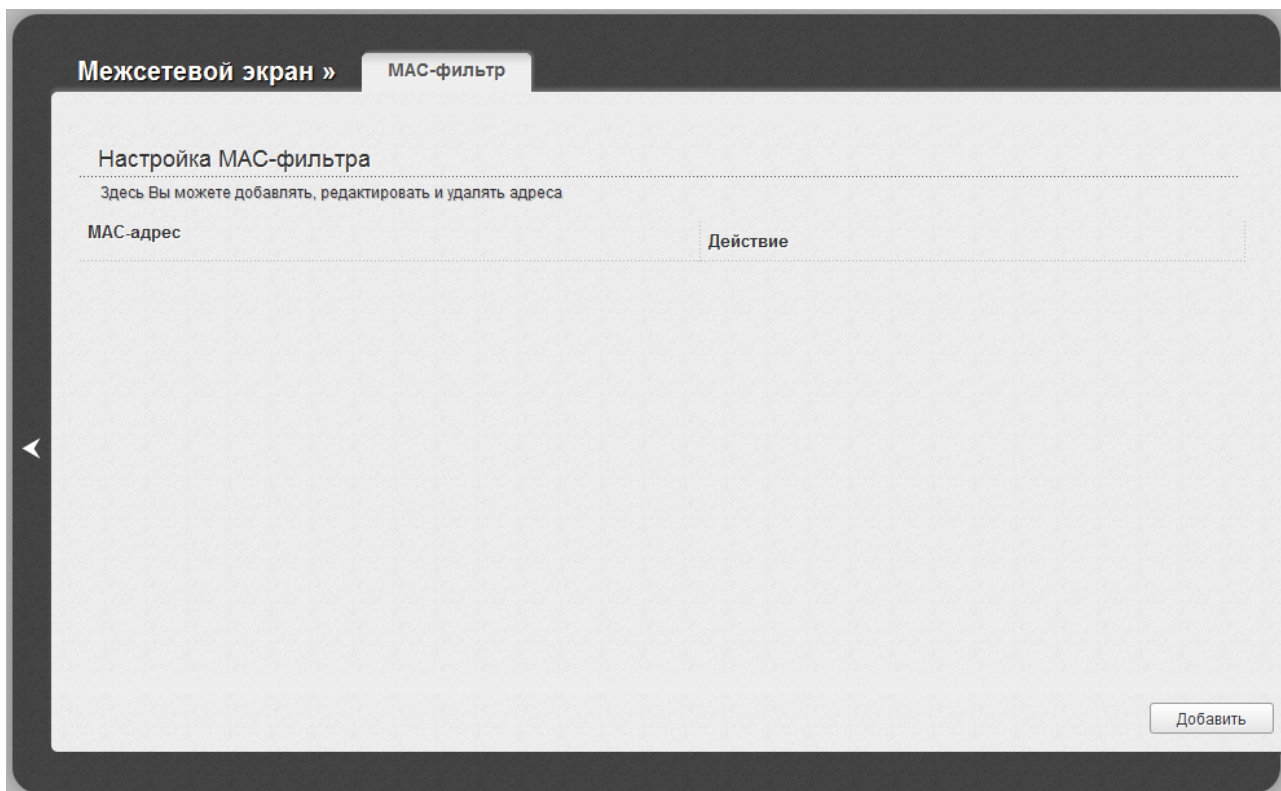 Межсетевой экран »
MAC-фильтр
Настройка MAC-фильтра
Здесь Вы можете добавлять, редактировать и удалять адреса
MAC-адрес
Действие
Добавить